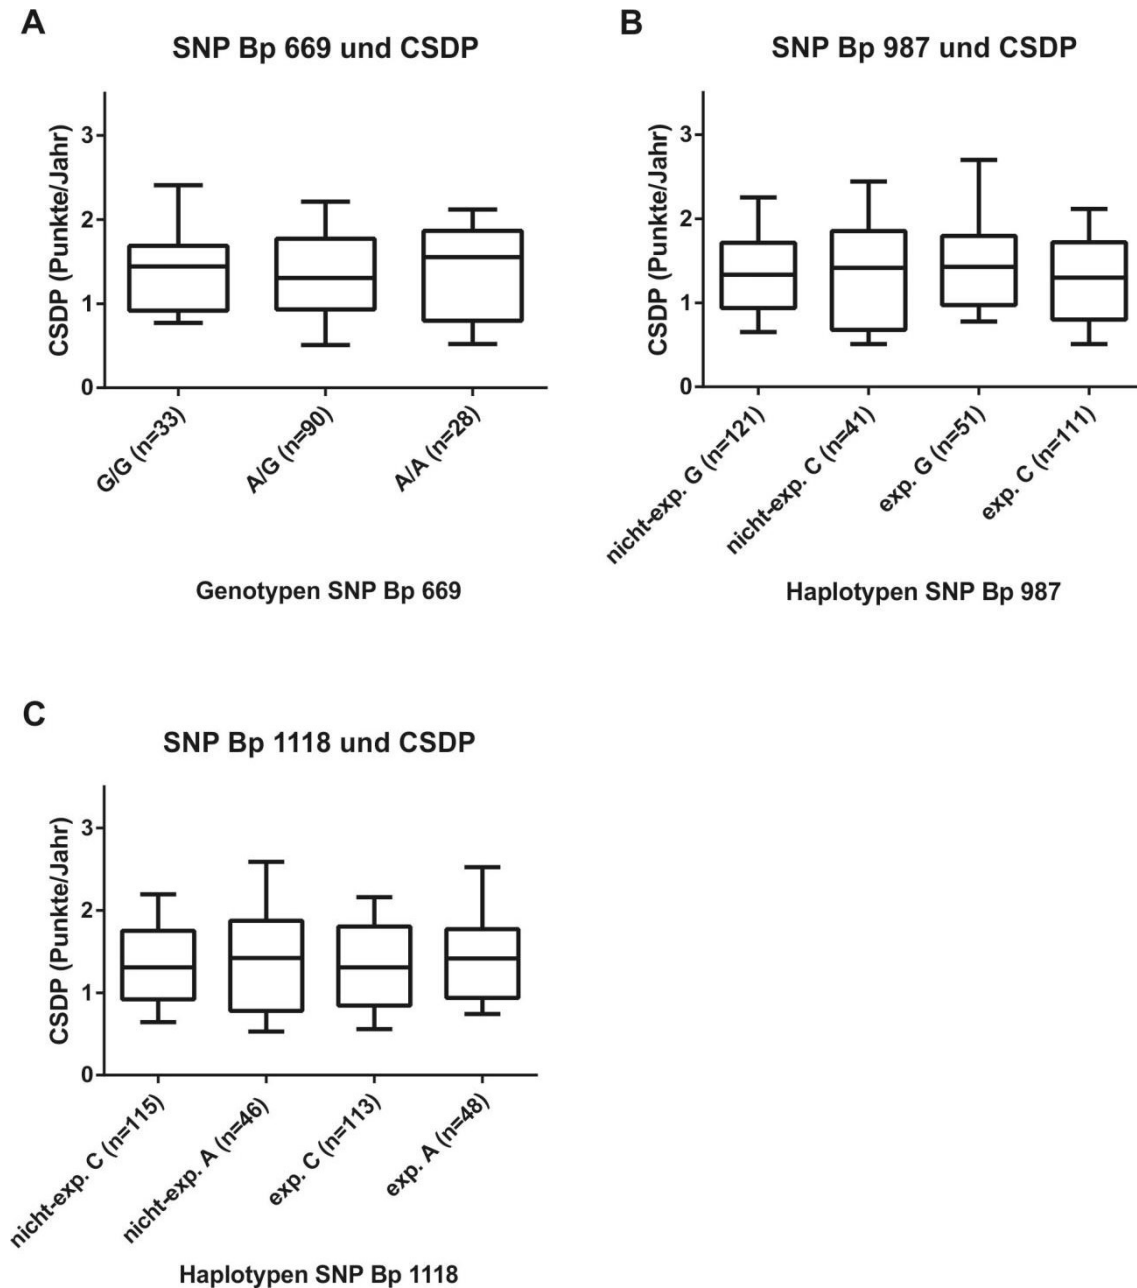 A
SNP Bp 669 und CSDP
CSDP (Punkte/Jahr)
3
2
1
0
G/G (n=33)
A/G (n=90)
A/A (n=28)
Genotypen SNP Bp 669
B
SNP Bp 987 und CSDP
CSDP (Punkte/Jahr)
3
2
1
0
nicht-exp. G (n=121)
nicht-exp. C (n=41)
exp. G (n=51)
exp. C (n=111)
Haplotypen SNP Bp 987
C
SNP Bp 1118 und CSDP
CSDP (Punkte/Jahr)
3
2
1
0
nicht-exp. C (n=115)
nicht-exp. A (n=46)
exp. C (n=113)
exp. A (n=48)
Haplotypen SNP Bp 1118